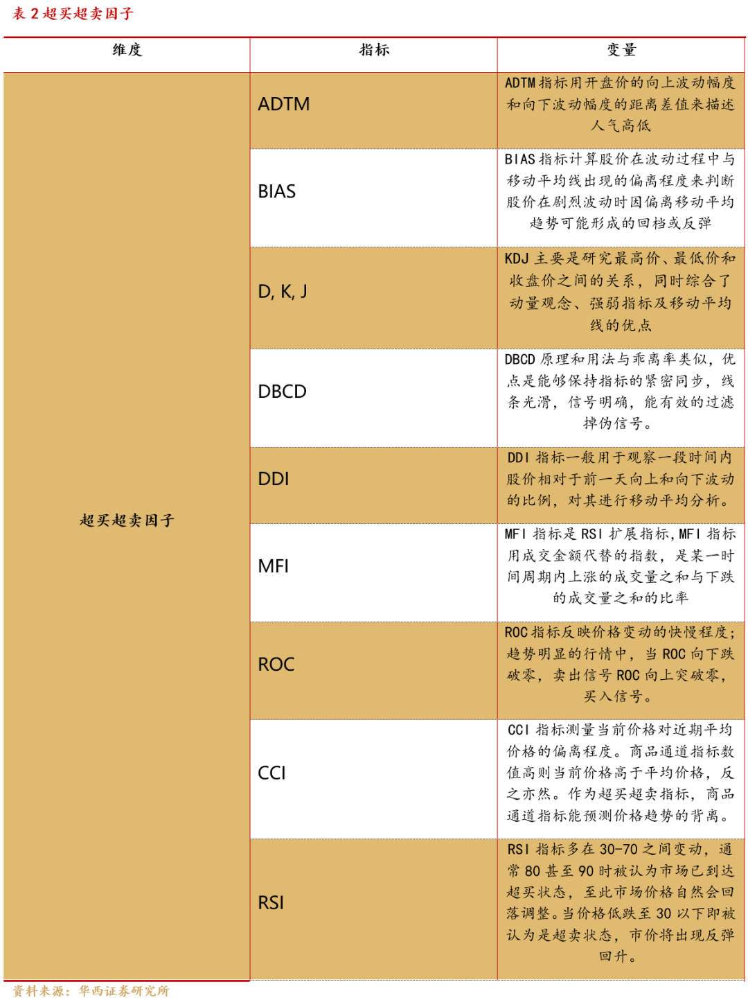 表 2 超买超卖因子
维度
指标
变量
超买超卖因子
ADTM
ADTM 指标用开盘价的向上波动幅度
和向下波动幅度的距离差值来描述
人气高低
BIAS
BIAS 指标计算股价在波动过程中与
移动平均线出现的偏离程度来判断
股价在剧烈波动时因偏离移动平均
趋势可能形成的回档或反弹
D, K, J
KDJ 主要是研究最高价、最低价和
收盘价之间的关系，同时综合了
动量观念、强弱指标及移动平均
线的优点
DBCD
DBCD 原理和用法与乖离率类似，优
点是能够保持指标的紧密同步，线
条光滑，信号明确，能有效的过滤
掉伪信号。
DDI
DDI 指标一般用于观察一段时间内
股价相对于前一天向上和向下波动
的比例，对其进行移动平均分析。
MFI
MFI 指标是 RSI 扩展指标，MFI 指标
用成交金额代替的指数，是某一时
间周期内上涨的成交量之和与下跌
的成交量之和的比率
ROC
ROC 指标反映价格变动的快慢程度；
趋势明显的行情中，当 ROC 向下跌
破零，卖出信号 ROC 向上突破零，
买入信号。
CCI
CCI 指标测量当前价格对近期平均
价格的偏离程度。商品通道指标数
值高则当前价格高于平均价格，反
之亦然。作为超买超卖指标，商品
通道指标能预测价格趋势的背离。
RSI
RSI 指标多在 30-70 之间变动，通
常 80 甚至 90 时被认为市场已到达
超买状态，至此市场价格自然会回
落调整。当价格低跌至 30 以下即被
认为是超卖状态，市价将出现反弹
回升。
资料来源：华西证券研究所